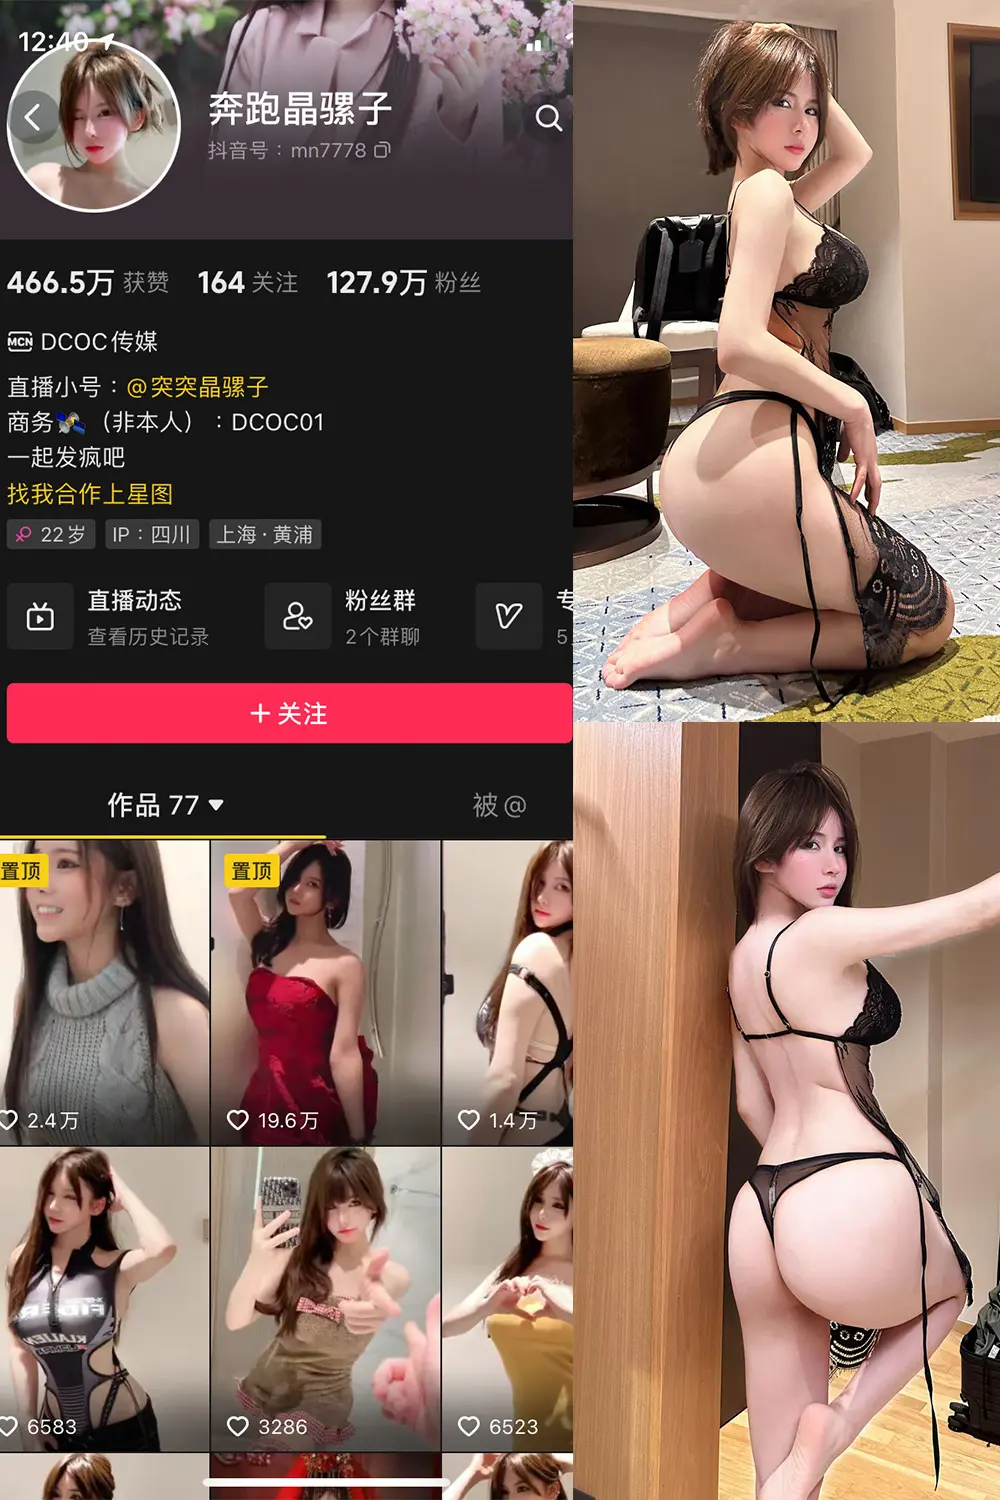 12:40
奔跑晶骡子
抖音号：mn7778
466.5万 获赞 164 关注 127.9万 粉丝
MCN DCOC传媒
直播小号：@突突晶骡子
商务（非本人）：DCOC01
一起发疯吧
找我合作上星图
22岁 IP：四川 上海·黄浦
直播动态 粉丝群 专
查看历史记录 2个群聊 5
+ 关注
作品 77 被@
置顶 置顶
2.4万 19.6万 1.4万
6583 3286 6523